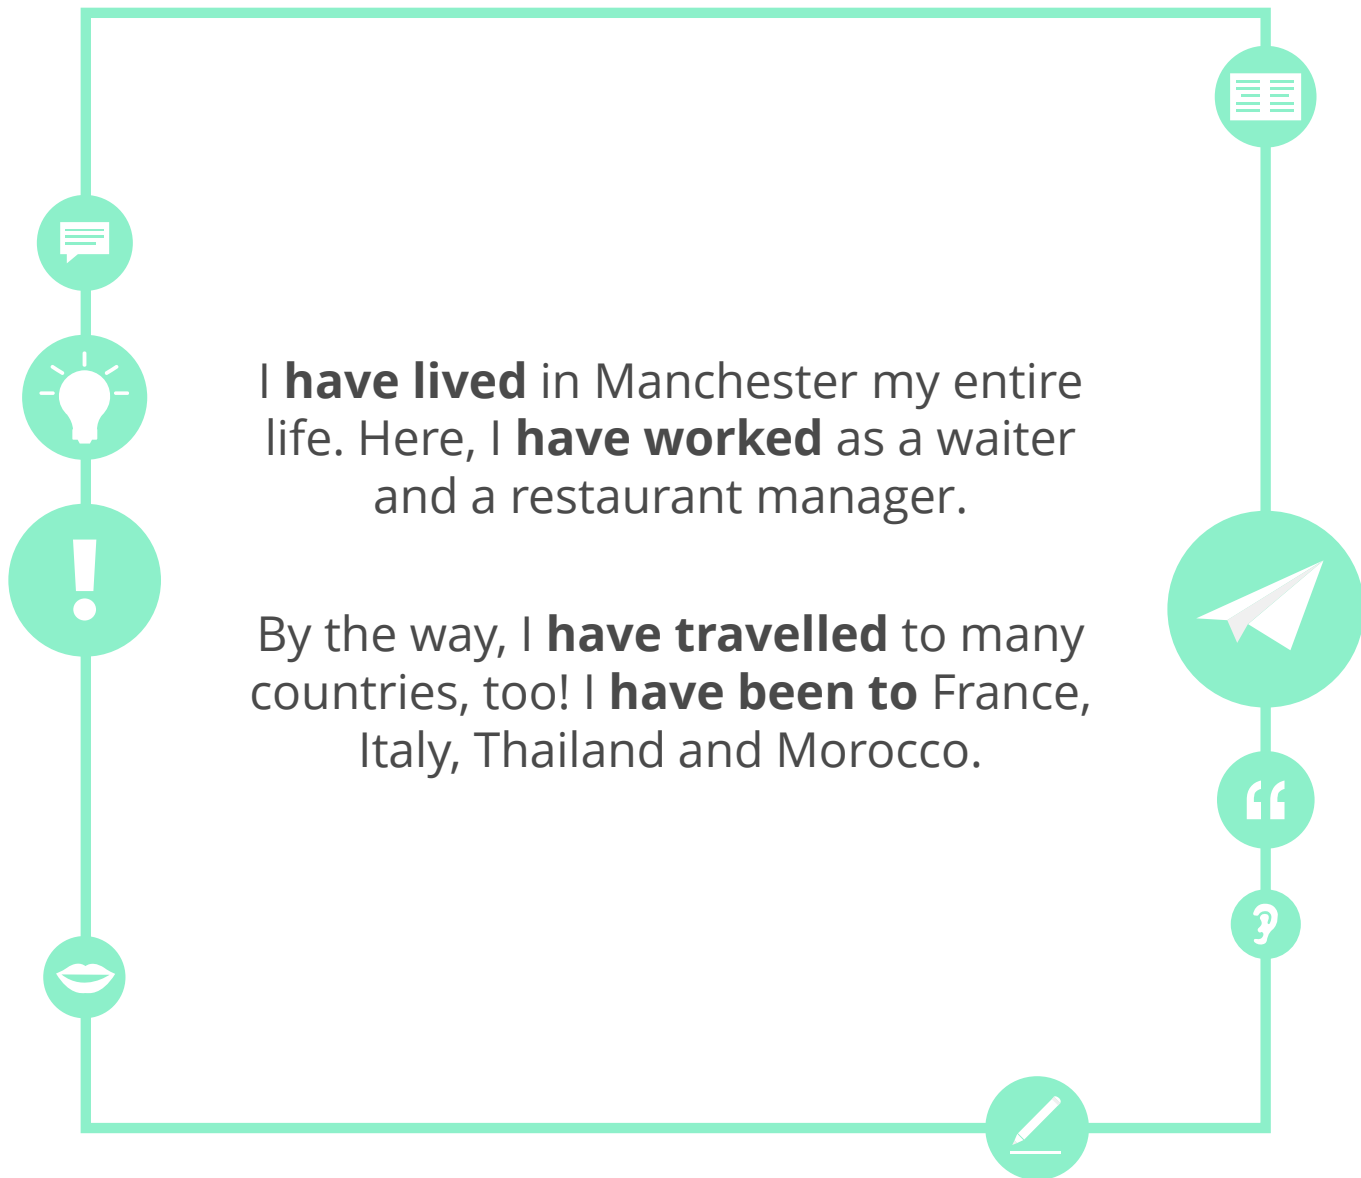 I have lived in Manchester my entire
life. Here, I have worked as a waiter
and a restaurant manager.
By the way, I have travelled to many
countries, too! I have been to France,
Italy, Thailand and Morocco.